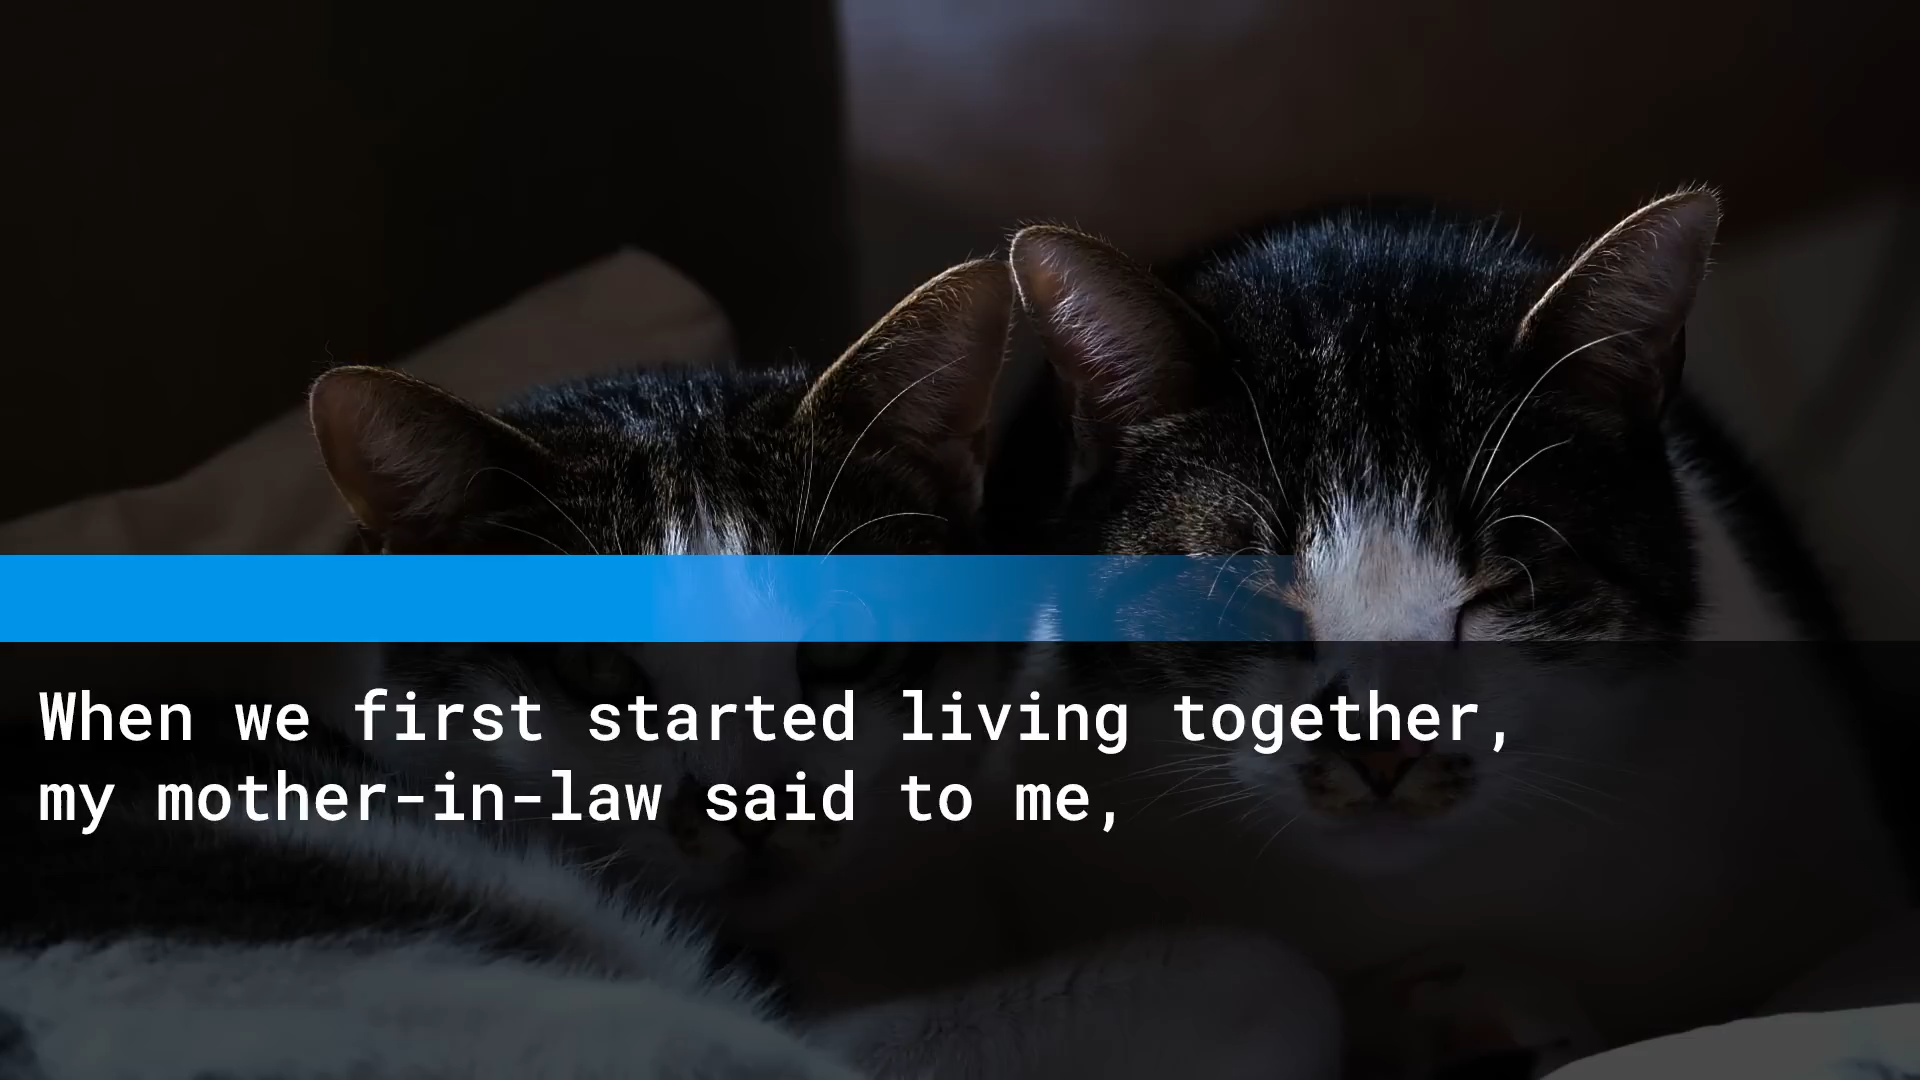 When we first started living together,
my mother-in-law said to me,